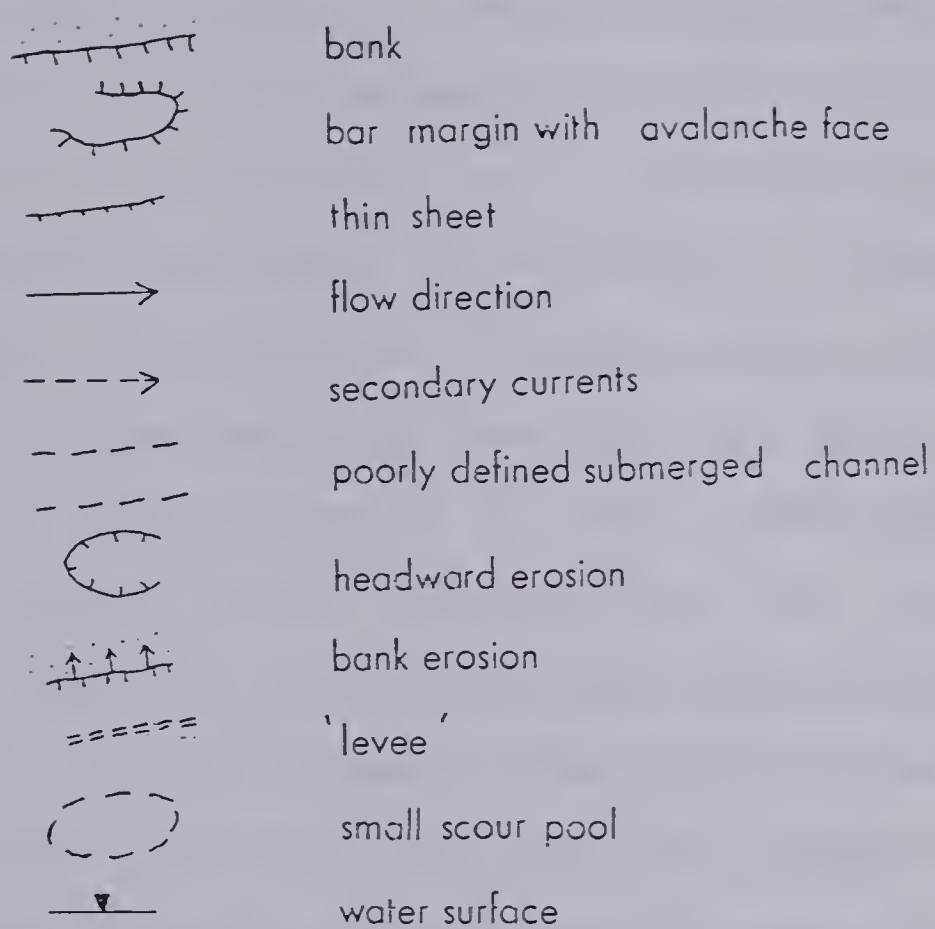 bank
bar margin with avalanche face
thin sheet
flow direction
secondary currents
poorly defined submerged channel
headward erosion
bank erosion
'levee'
small scour pool
water surface